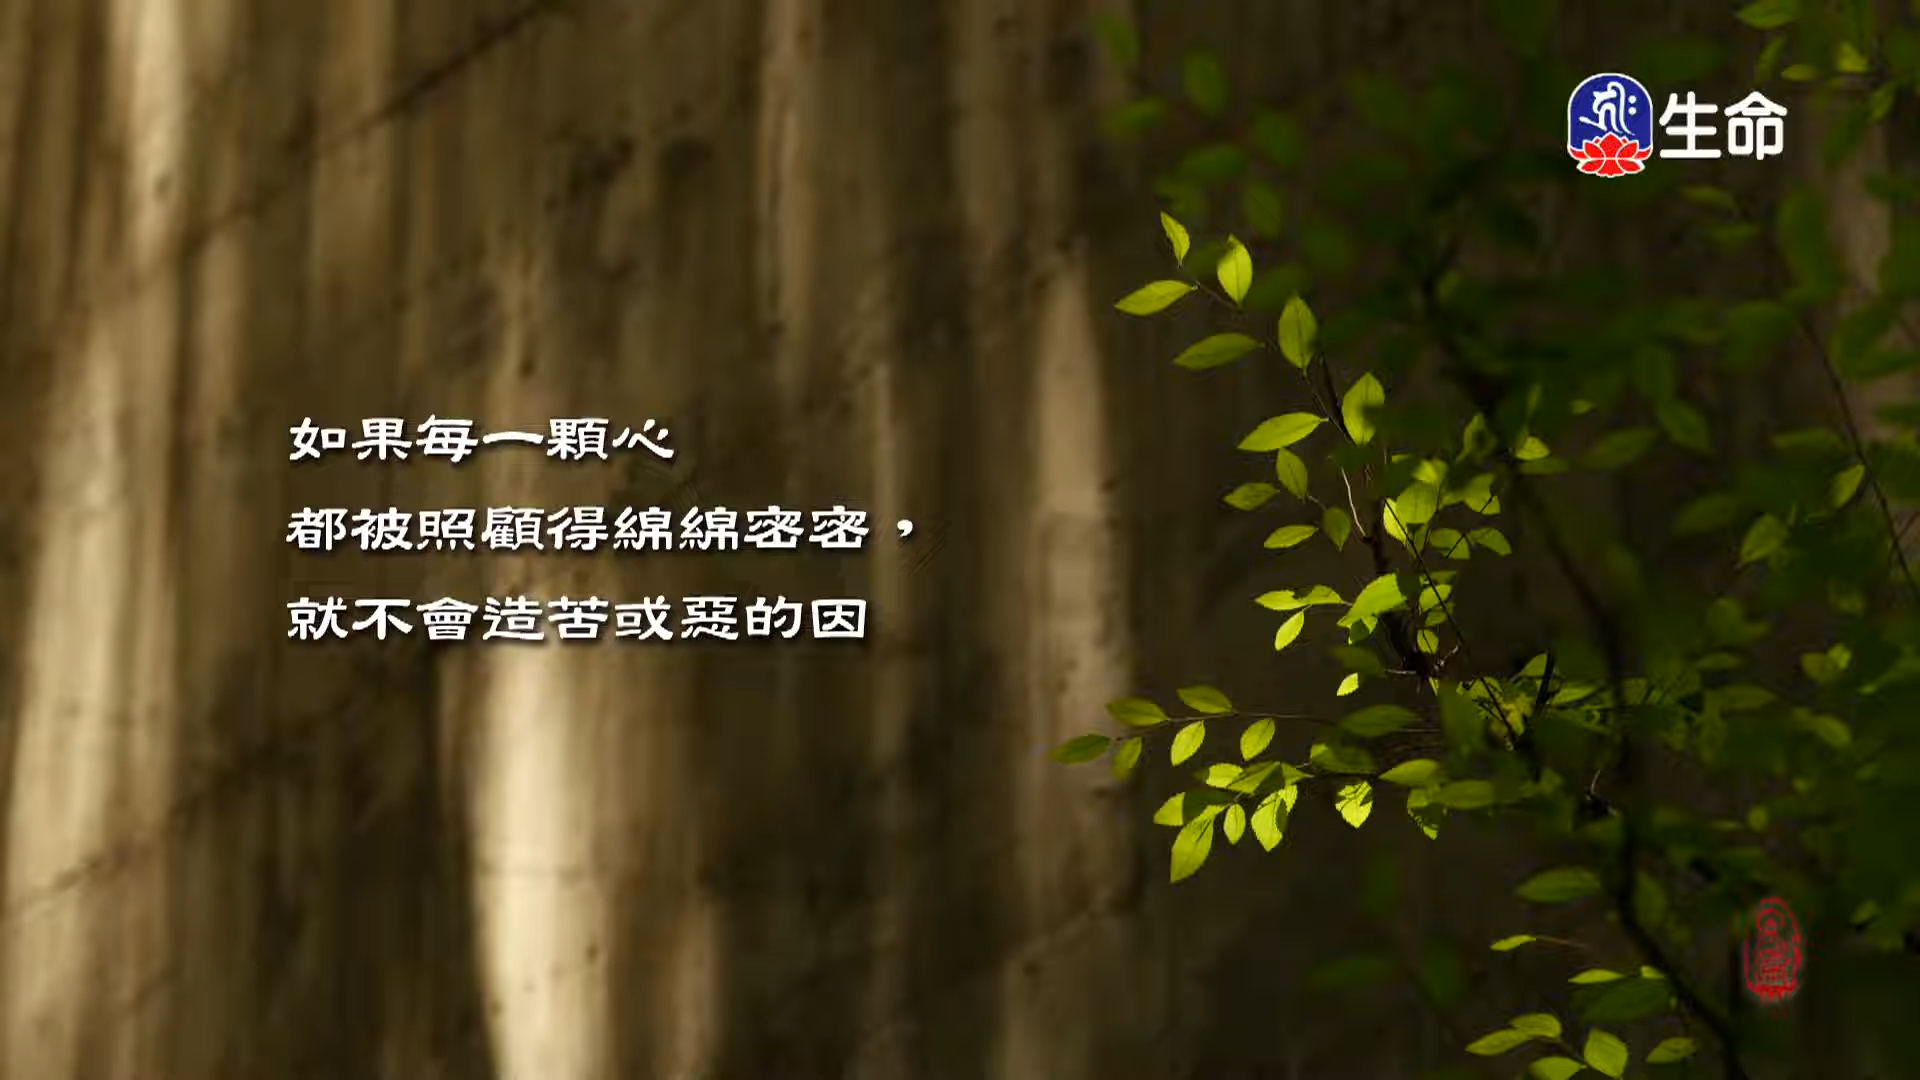 生命
如果每一顆心
都被照顧得綿綿密密，
就不會造苦或惡的因